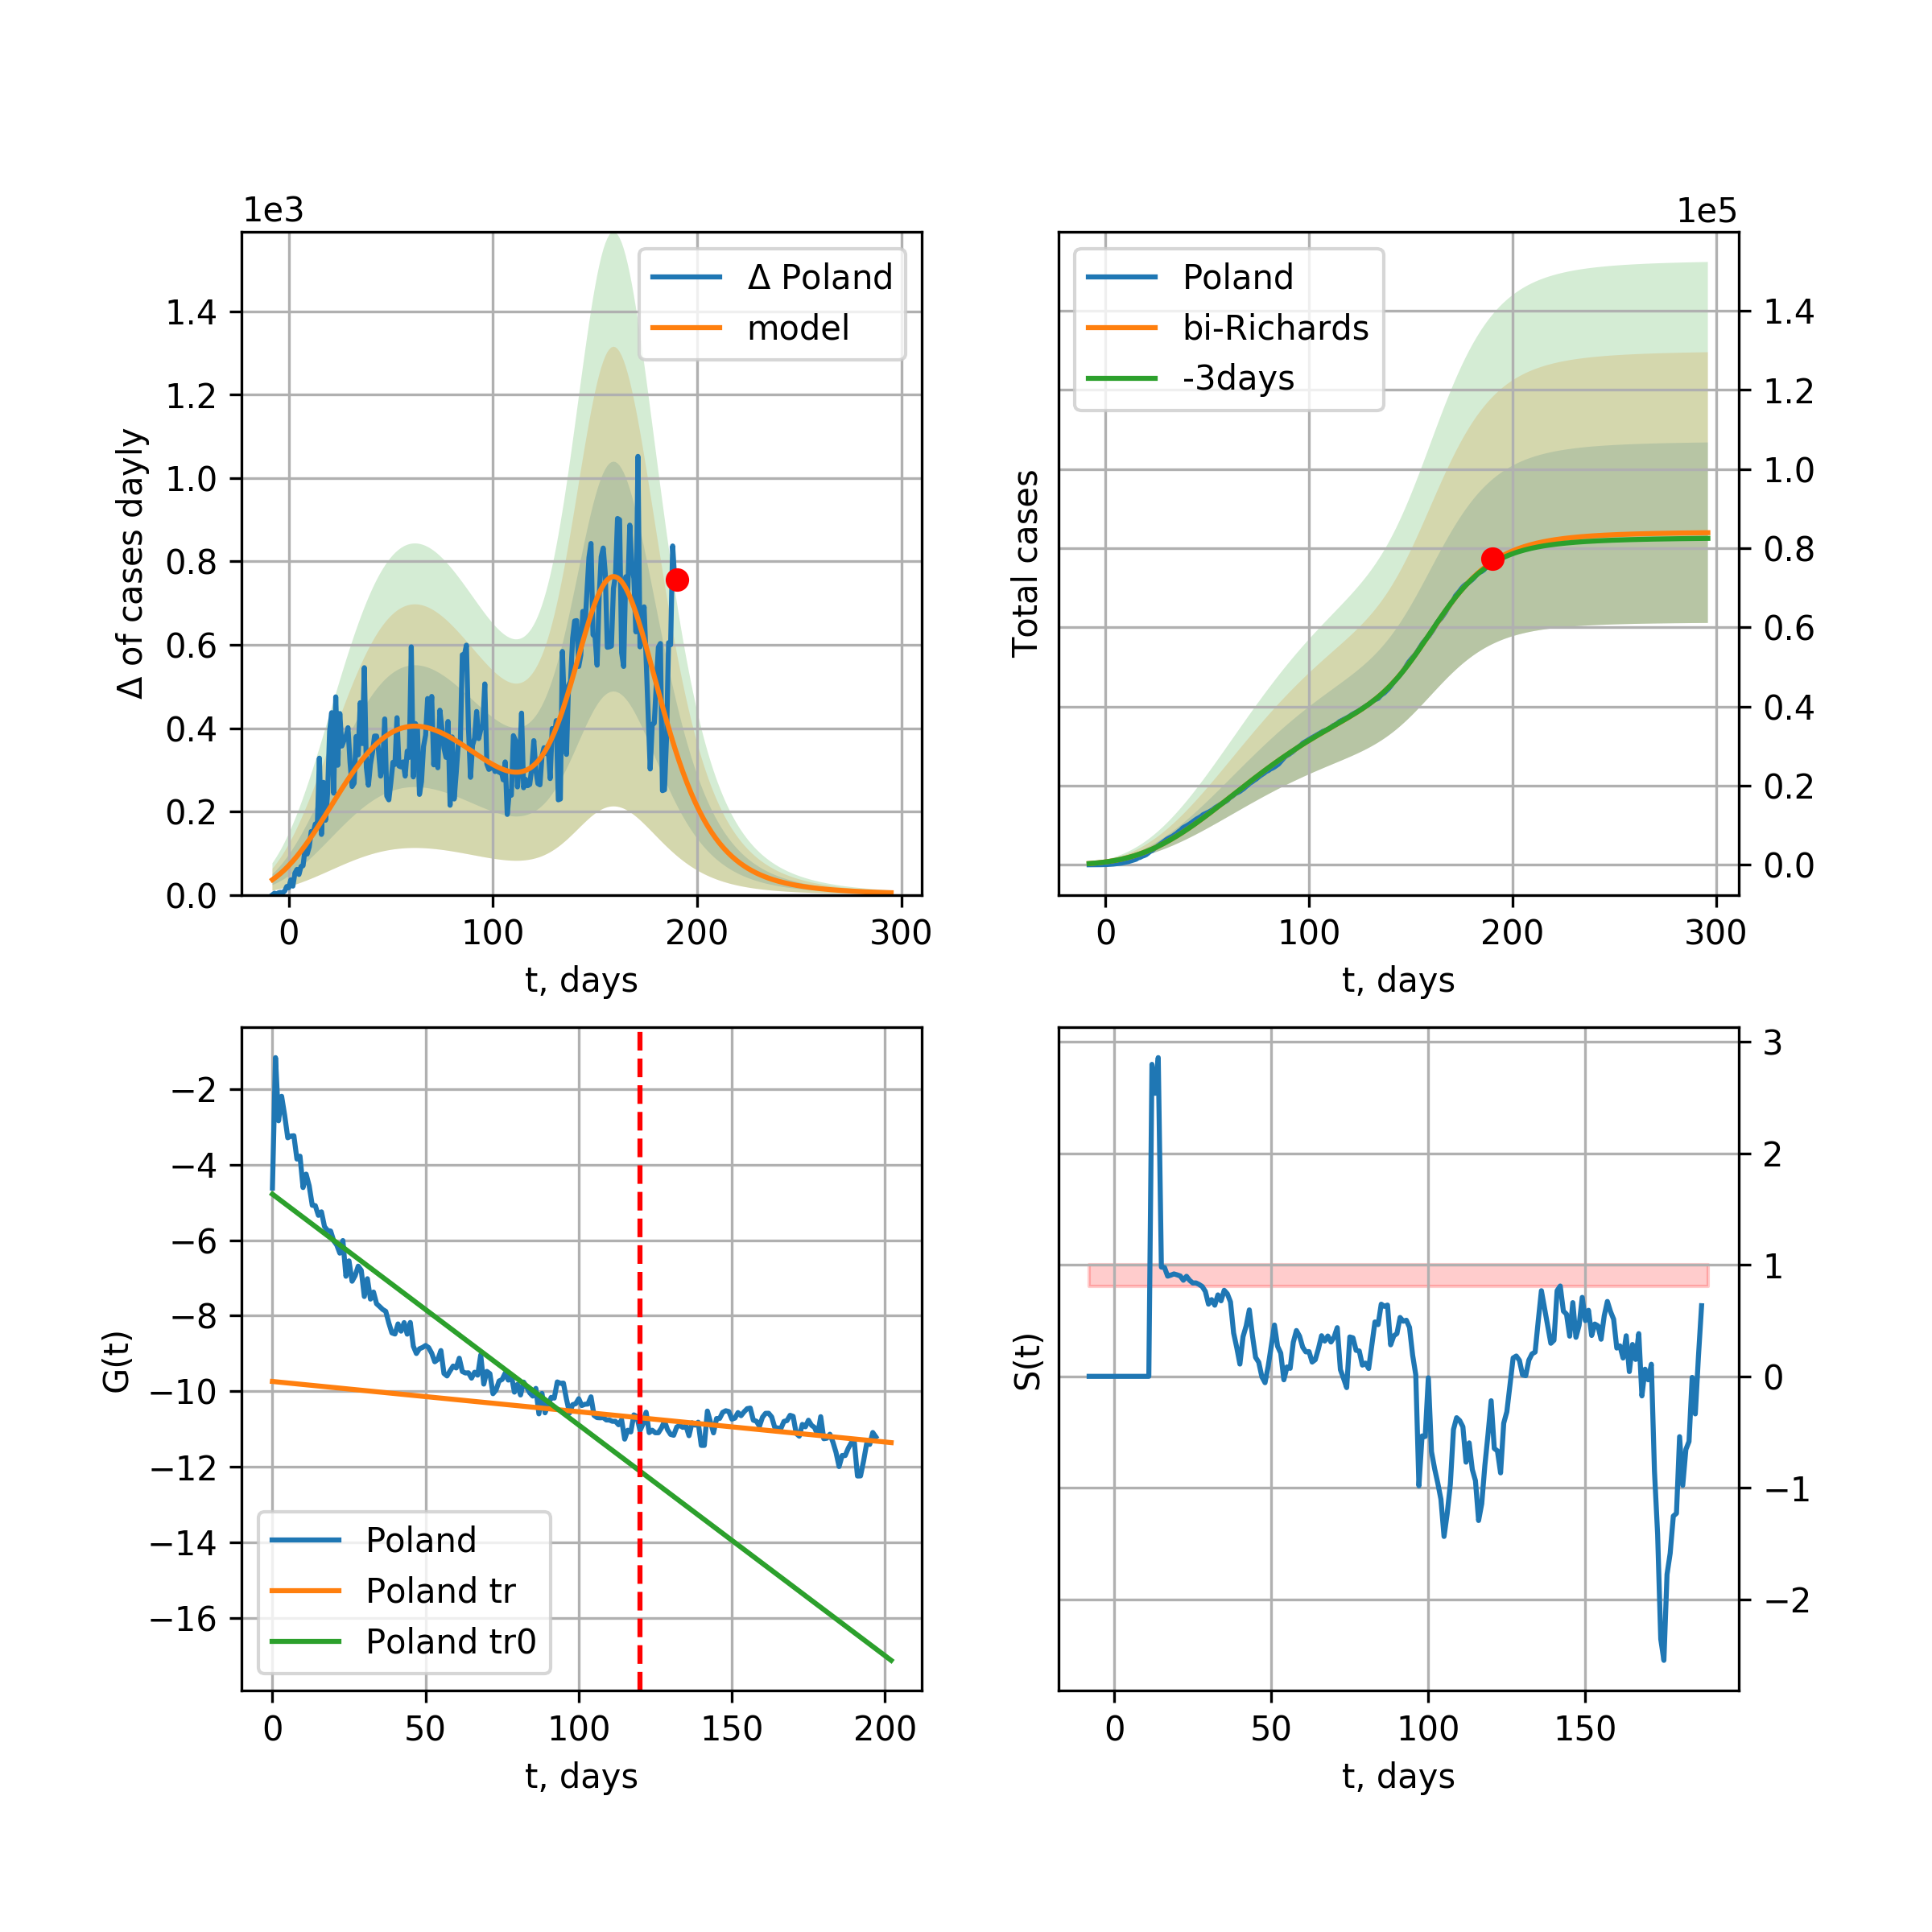 1e3
Δ of cases dayly
1.4
1.2
1.0
0.8
0.6
0.4
0.2
0.0
Δ Poland
model
0 100 200 300
t, days
1e5
Total cases
Poland
bi-Richards
-3days
1.4
1.2
1.0
0.8
0.6
0.4
0.2
0.0
0 100 200 300
t, days
G(t)
−2
−4
−6
−8
−10
−12
−14
−16
Poland
Poland tr
Poland tr0
0 50 100 150 200
t, days
S(t)
3
2
1
0
−1
−2
0 50 100 150
t, days